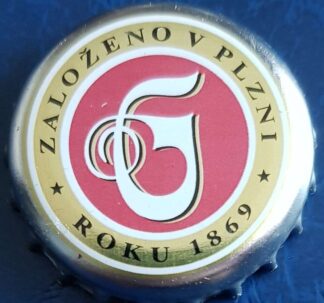 ZALOŽENO V PLZNI
G
★ ROKU 1869 ★